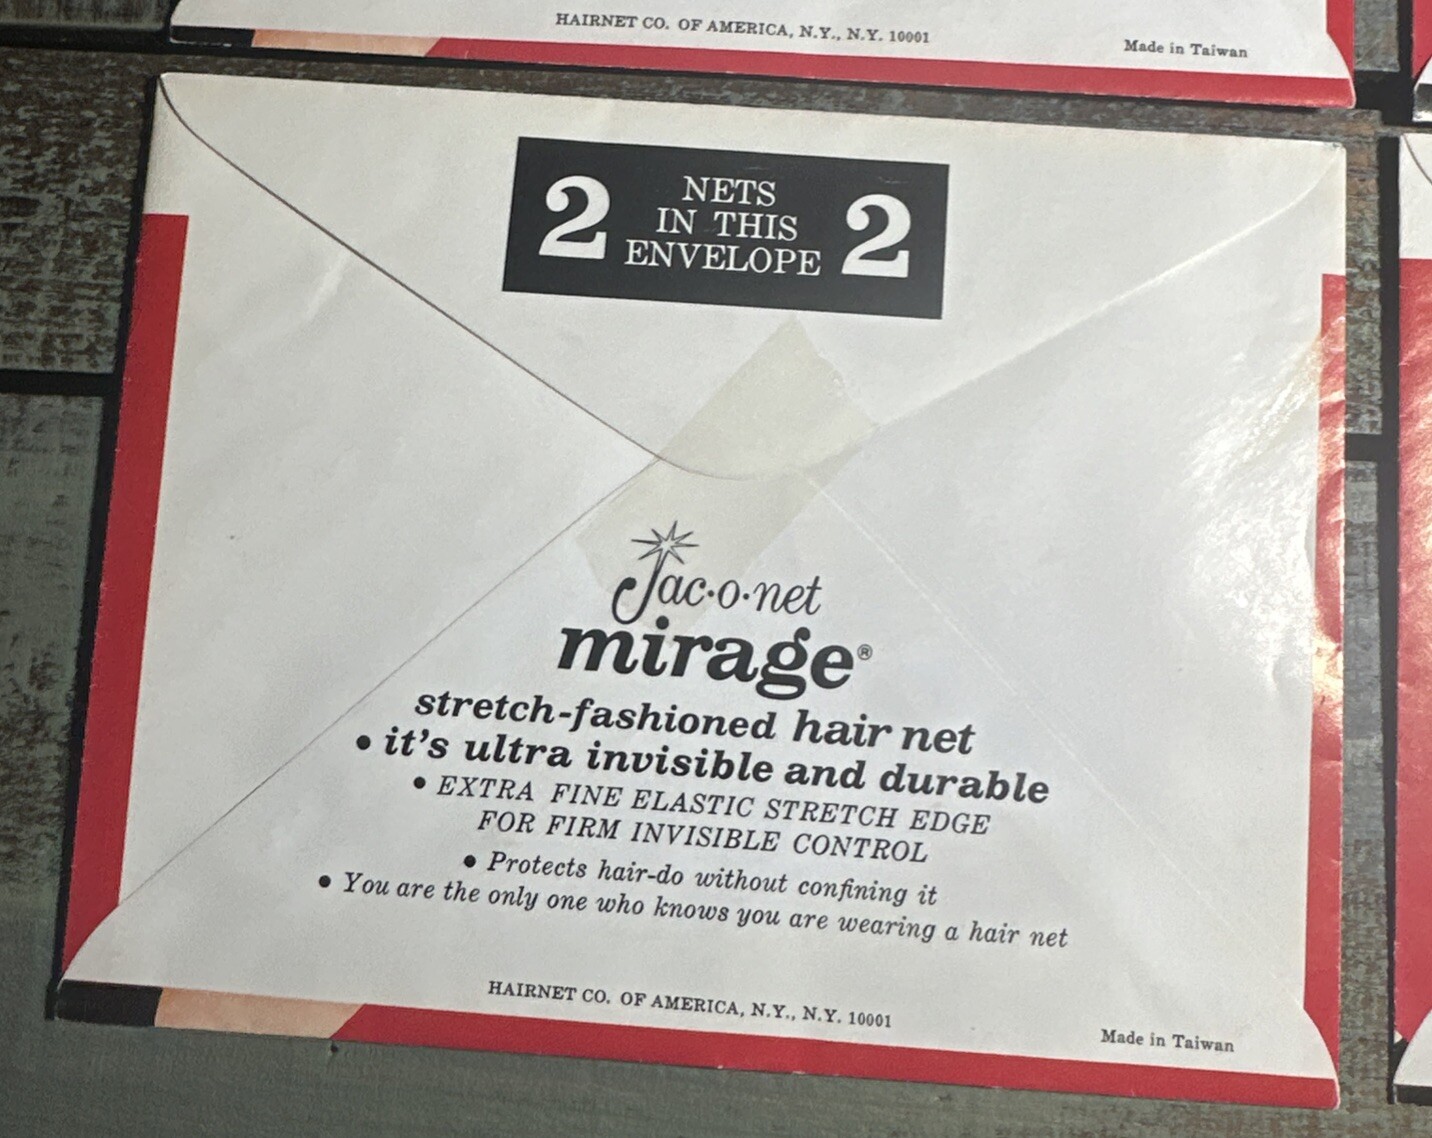 HAIRNET CO. OF AMERICA, N.Y., N.Y. 10001
Made in Taiwan
2 NETS 2
IN THIS
ENVELOPE
Jac·o·net
mirage®
stretch-fashioned hair net
• it's ultra invisible and durable
• EXTRA FINE ELASTIC STRETCH EDGE
FOR FIRM INVISIBLE CONTROL
• Protects hair-do without confining it
• You are the only one who knows you are wearing a hair net
HAIRNET CO. OF AMERICA, N.Y., N.Y. 10001
Made in Taiwan